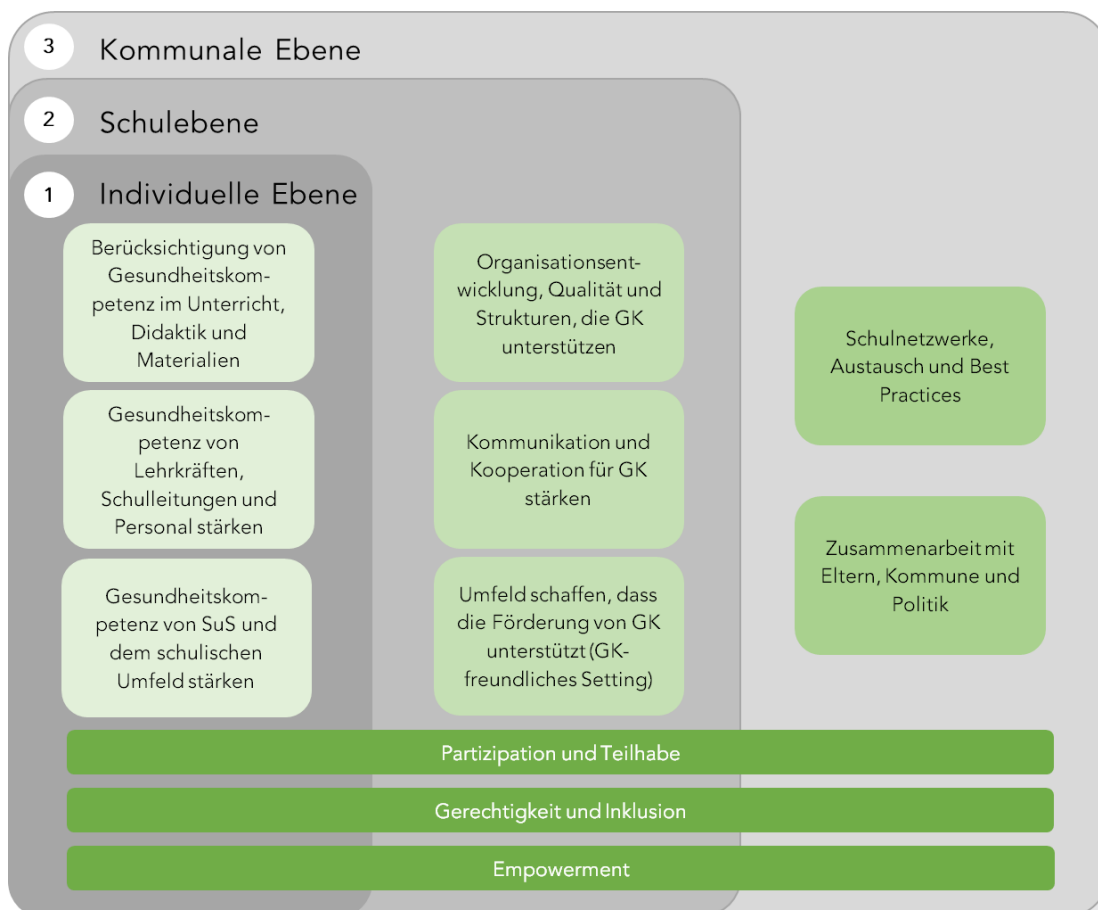 3
Kommunale Ebene
2
Schulebene
1
Individuelle Ebene
Berücksichtigung von
Gesundheitskom-
petenz im Unterricht,
Didaktik und
Materialien
Gesundheitskom-
petenz von
Lehrkräften,
Schulleitungen und
Personal stärken
Gesundheitskom-
petenz von SuS und
dem schulischen
Umfeld stärken
Organisationsent-
wicklung, Qualität und
Strukturen, die GK
unterstützen
Kommunikation und
Kooperation für GK
stärken
Umfeld schaffen, dass
die Förderung von GK
unterstützt (GK-
freundliches Setting)
Schulnetzwerke,
Austausch und Best
Practices
Zusammenarbeit mit
Eltern, Kommune und
Politik
Partizipation und Teilhabe
Gerechtigkeit und Inklusion
Empowerment